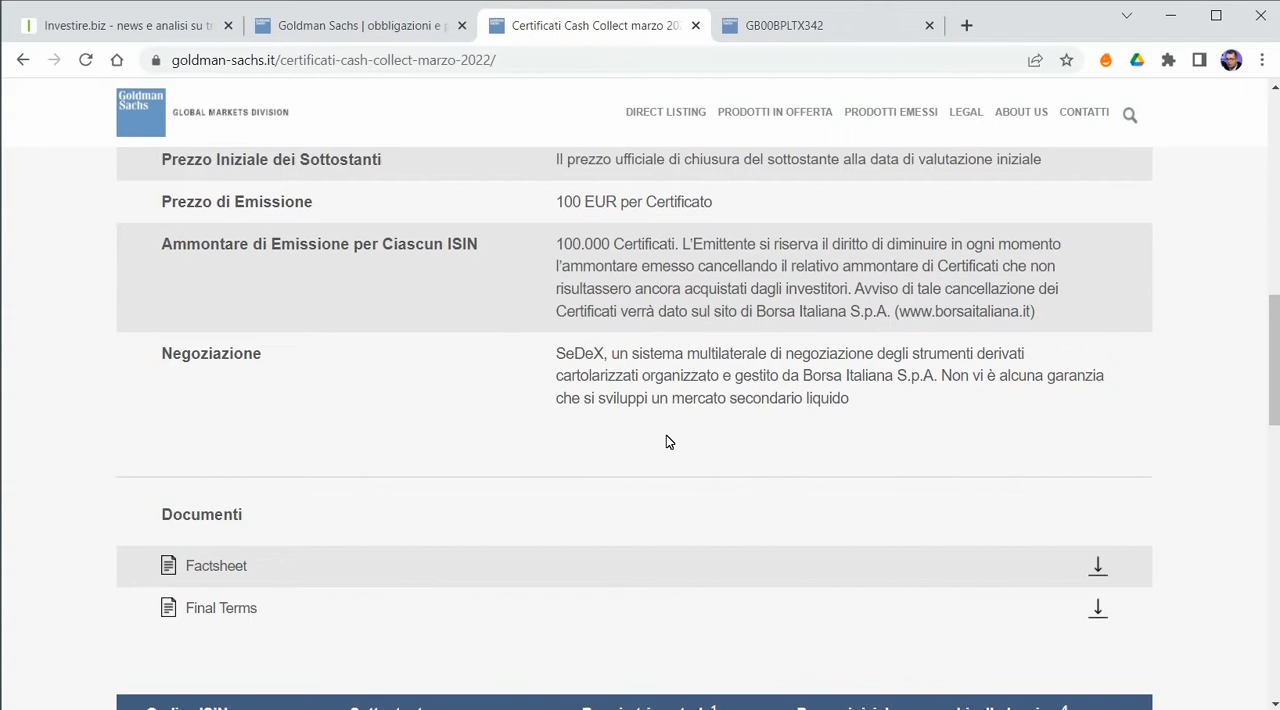 Investire.biz - news e analisi su t
Goldman Sachs | obbligazioni e p
Certificati Cash Collect marzo 202
GB00BPLTX342
goldman-sachs.it/certificati-cash-collect-marzo-2022/
Goldman
Sachs
GLOBAL MARKETS DIVISION
DIRECT LISTING
PRODOTTI IN OFFERTA
PRODOTTI EMESSI
LEGAL
ABOUT US
CONTATTI
Prezzo Iniziale dei Sottostanti
Il prezzo ufficiale di chiusura del sottostante alla data di valutazione iniziale
Prezzo di Emissione
100 EUR per Certificato
Ammontare di Emissione per Ciascun ISIN
100.000 Certificati. L'Emittente si riserva il diritto di diminuire in ogni momento
l'ammontare emesso cancellando il relativo ammontare di Certificati che non
risultassero ancora acquistati dagli investitori. Avviso di tale cancellazione dei
Certificati verrà dato sul sito di Borsa Italiana S.p.A. (www.borsaitaliana.it)
Negoziazione
SeDeX, un sistema multilaterale di negoziazione degli strumenti derivati
cartolarizzati organizzato e gestito da Borsa Italiana S.p.A. Non vi è alcuna garanzia
che si sviluppi un mercato secondario liquido
Documenti
Factsheet
Final Terms